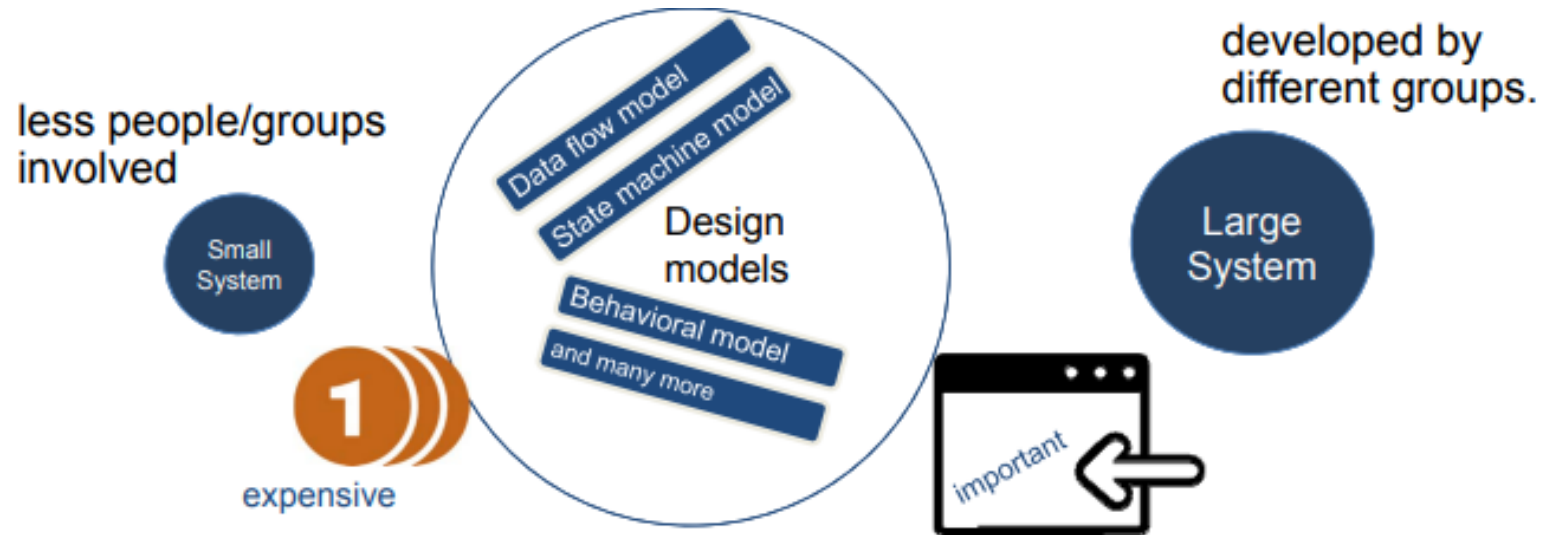 less people/groups
involved
Small
System
1
expensive
Data flow model
State machine model
Design
models
Behavioral model
and many more
developed by
different groups.
Large
System
important